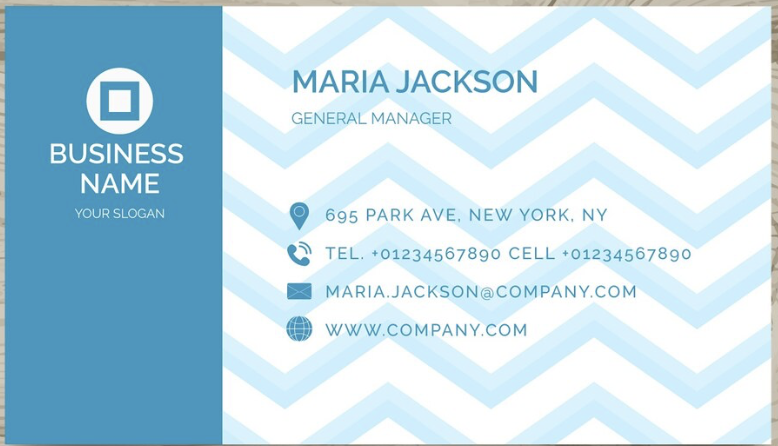 BUSINESS
NAME
YOUR SLOGAN
MARIA JACKSON
GENERAL MANAGER
695 PARK AVE, NEW YORK, NY
TEL. +01234567890 CELL +01234567890
MARIA.JACKSON@COMPANY.COM
WWW.COMPANY.COM